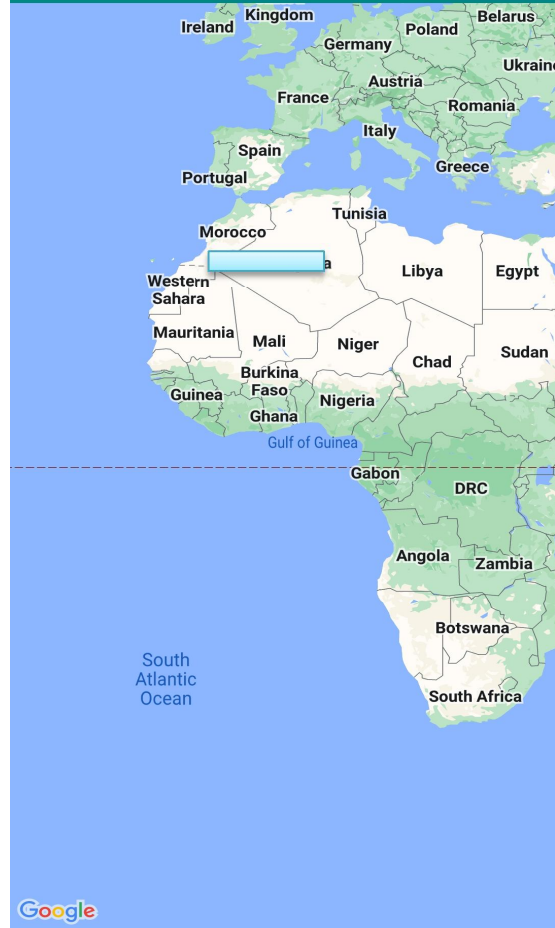 Kingdom
Belarus
Ireland
Poland
Germany
Ukraine
Austria
France
Romania
Italy
Spain
Greece
Portugal
Tunisia
Morocco
a
Libya
Egypt
Western
Sahara
Mauritania
Mali
Niger
Sudan
Chad
Burkina
Faso
Guinea
Nigeria
Ghana
Gulf of Guinea
Gabon
DRC
Angola
Zambia
Botswana
South
Atlantic
Ocean
South Africa
Google